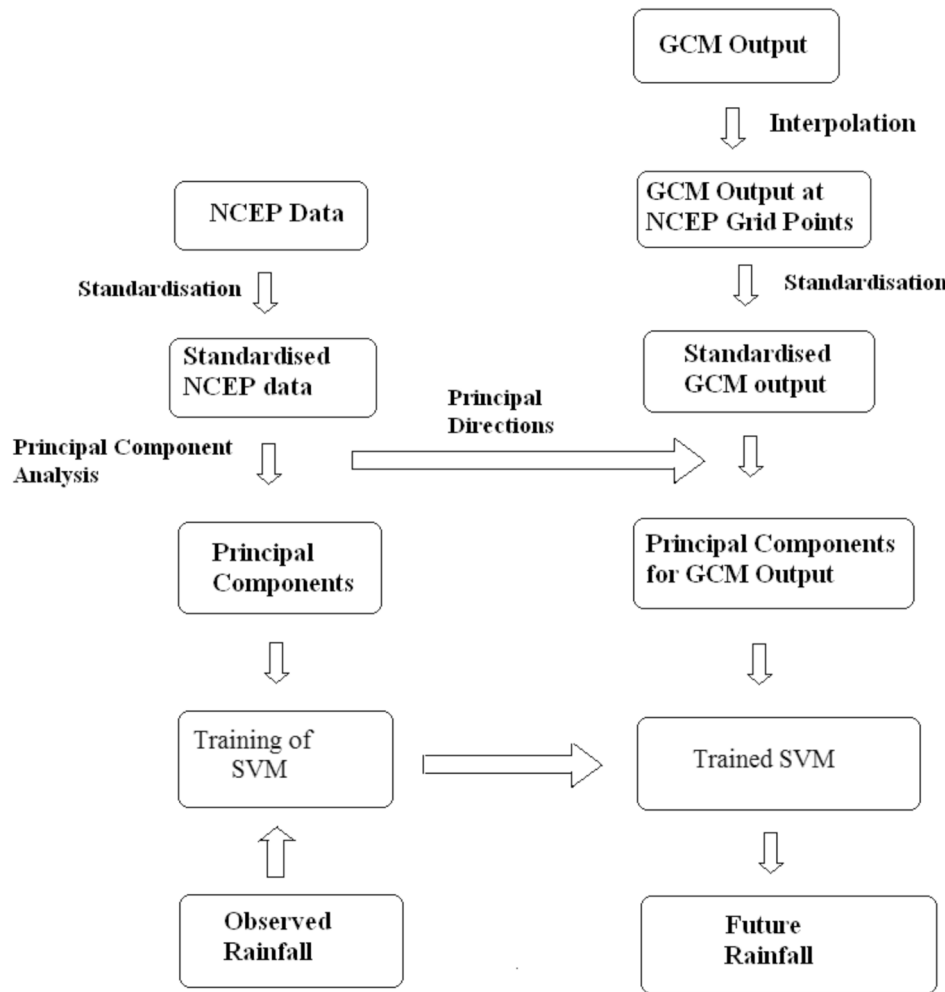 GCM Output
Interpolation
NCEP Data
GCM Output at
NCEP Grid Points
Standardisation
Standardisation
Standardised
NCEP data
Standardised
GCM output
Principal
Directions
Principal Component
Analysis
Principal
Components
Principal Components
for GCM Output
Training of
SVM
Trained SVM
Observed
Rainfall
Future
Rainfall